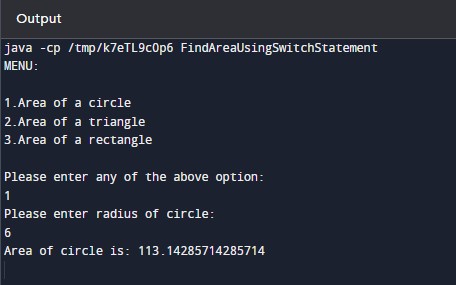 Output
java -cp /tmp/k7eTL9cOp6 FindAreaUsingSwitchStatement
MENU:
1.Area of a circle
2.Area of a triangle
3.Area of a rectangle
Please enter any of the above option:
1
Please enter radius of circle:
6
Area of circle is: 113.14285714285714